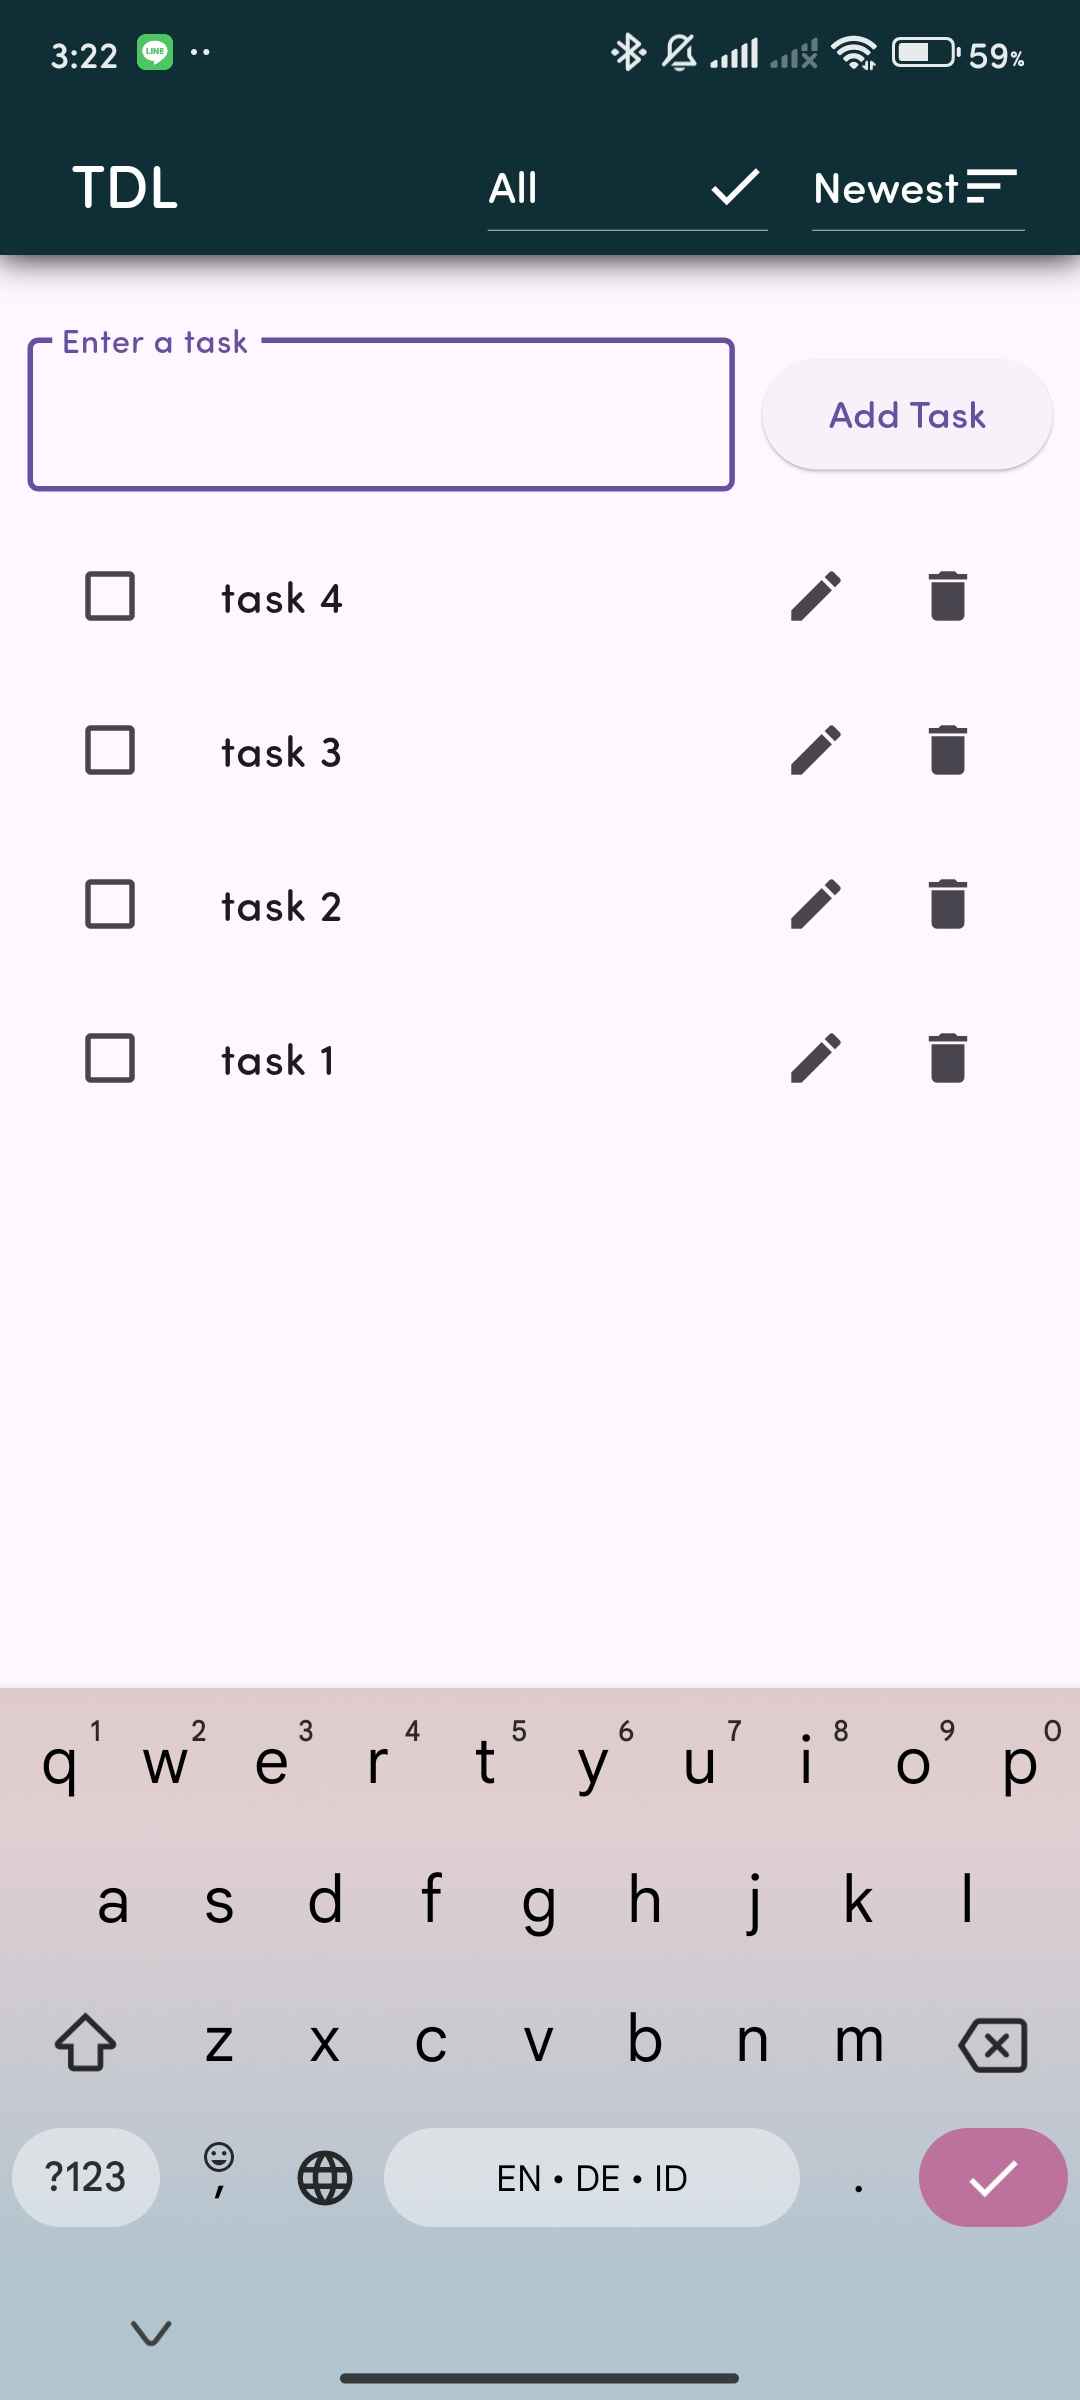 3:22 LINE 59%
TDL All Newest
Enter a task
Add Task
task 4
task 3
task 2
task 1
1 2 3 4 5 6 7 8 9 0
q w e r t y u i o p
a s d f g h j k l
z x c v b n m
?123 , EN • DE • ID .